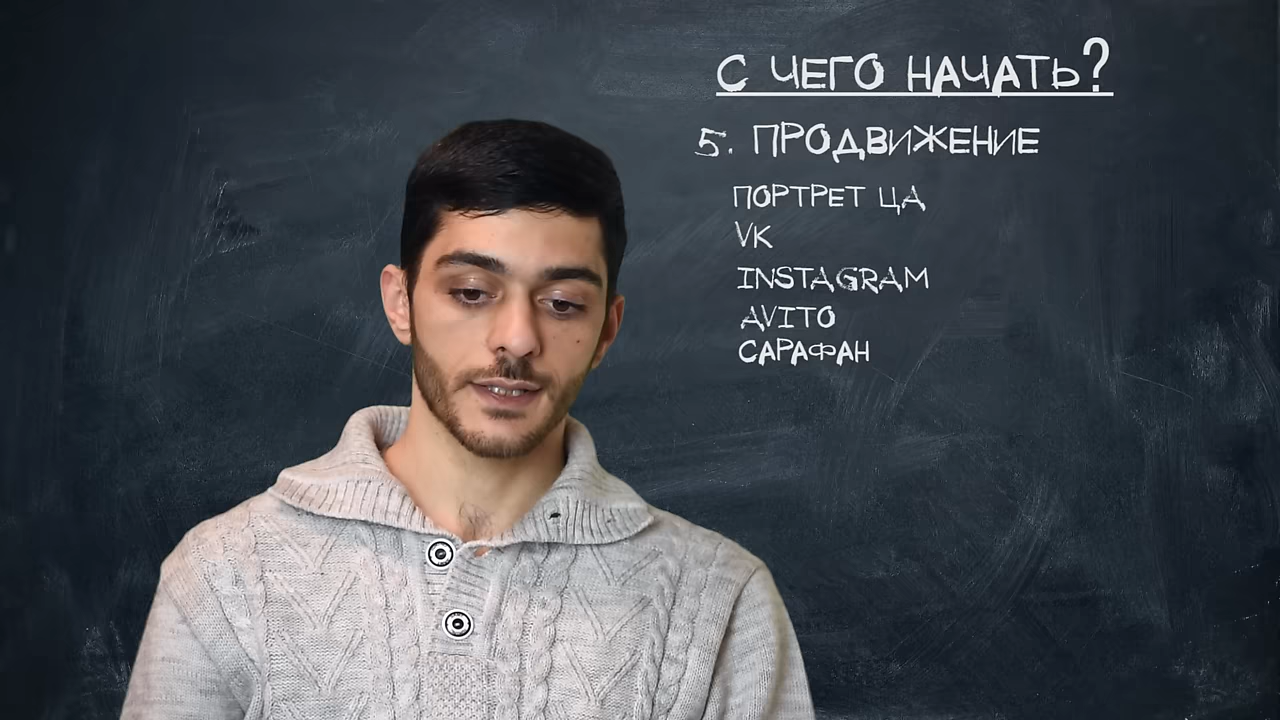 С ЧЕГО НАЧАТЬ?
5. ПРОДВИЖЕНИЕ
ПОРТРЕТ ЦА
VK
INSTAGRAM
AVITO
САРАФАН